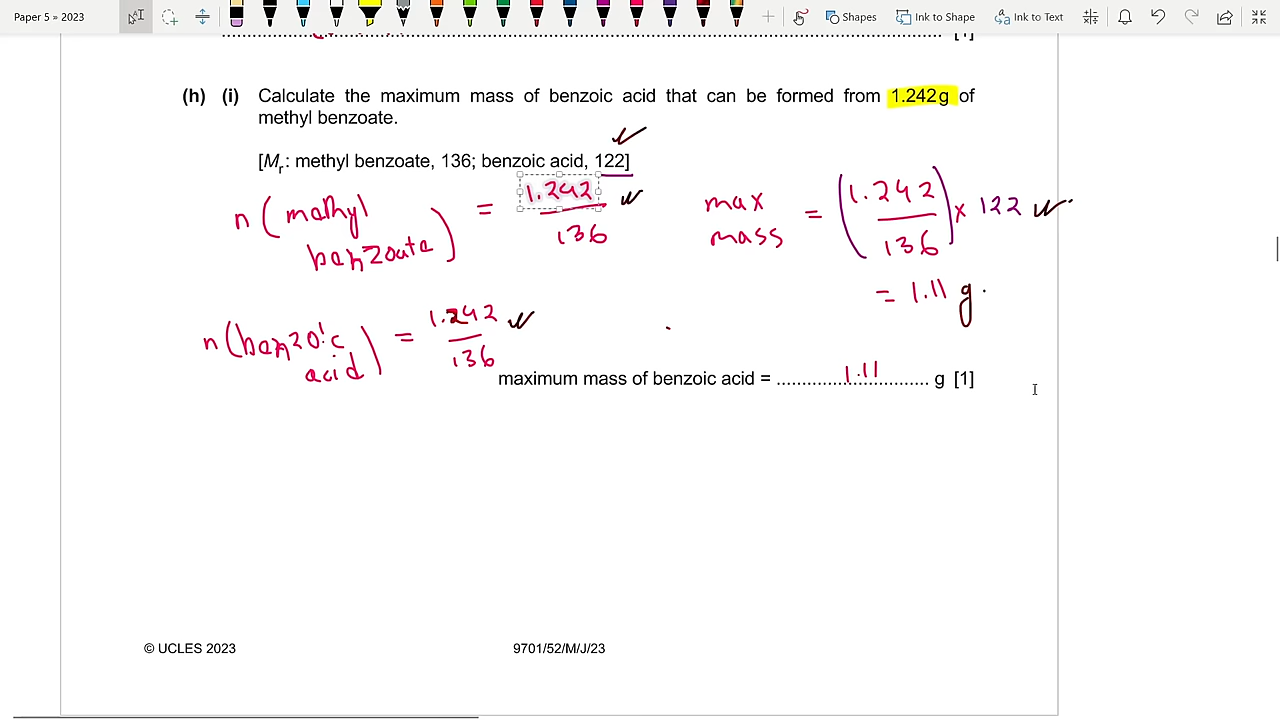 Paper 5 » 2023
Shapes
Ink to Shape
Ink to Text
[1]
(h) (i) Calculate the maximum mass of benzoic acid that can be formed from 1.242 g of
methyl benzoate.
[Mr: methyl benzoate, 136; benzoic acid, 122]
n (methyl benzoate) = 1.242 / 136
max mass = (1.242 / 136) × 122
= 1.11 g.
n (benzoic acid) = 1.242 / 136
maximum mass of benzoic acid = ........ 1.11 ........ g [1]
© UCLES 2023
9701/52/M/J/23